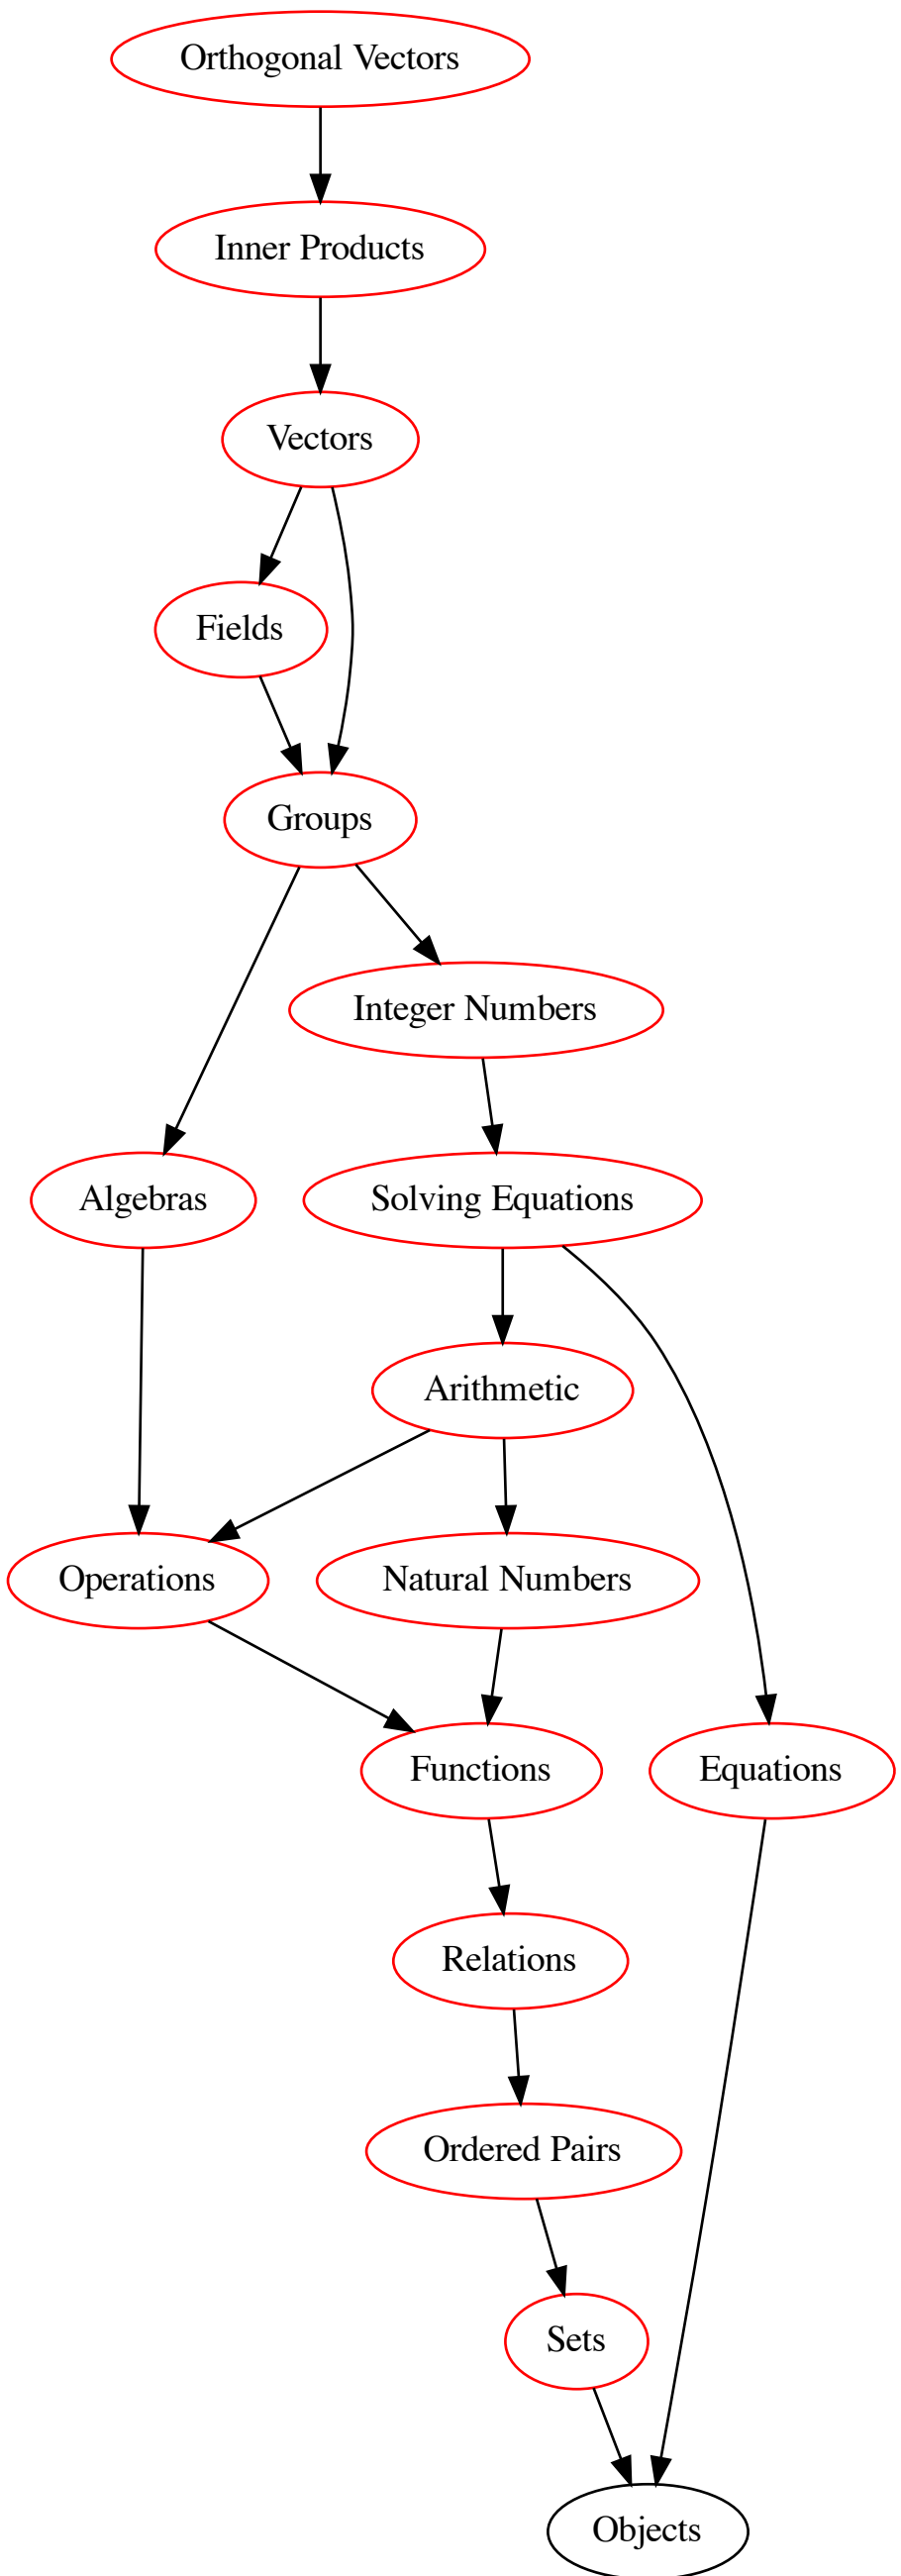 Orthogonal Vectors
Inner Products
Vectors
Fields
Groups
Integer Numbers
Algebras
Solving Equations
Arithmetic
Operations
Natural Numbers
Functions
Equations
Relations
Ordered Pairs
Sets
Objects